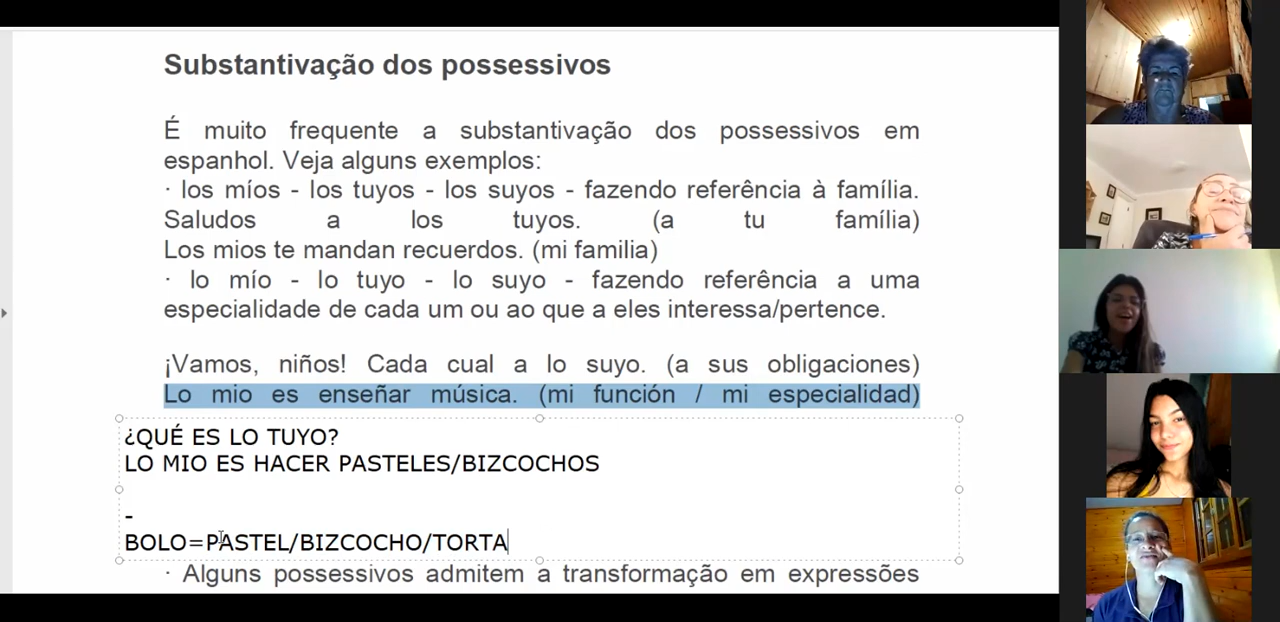 Substantivação dos possessivos
É muito frequente a substantivação dos possessivos em
espanhol. Veja alguns exemplos:
· los míos - los tuyos - los suyos - fazendo referência à família.
Saludos a los tuyos. (a tu família)
Los mios te mandan recuerdos. (mi familia)
· lo mío - lo tuyo - lo suyo - fazendo referência a uma
especialidade de cada um ou ao que a eles interessa/pertence.
¡Vamos, niños! Cada cual a lo suyo. (a sus obligaciones)
Lo mio es enseñar música. (mi función / mi especialidad)
¿QUÉ ES LO TUYO?
LO MIO ES HACER PASTELES/BIZCOCHOS
-
BOLO=PASTEL/BIZCOCHO/TORTA
· Alguns possessivos admitem a transformação em expressões